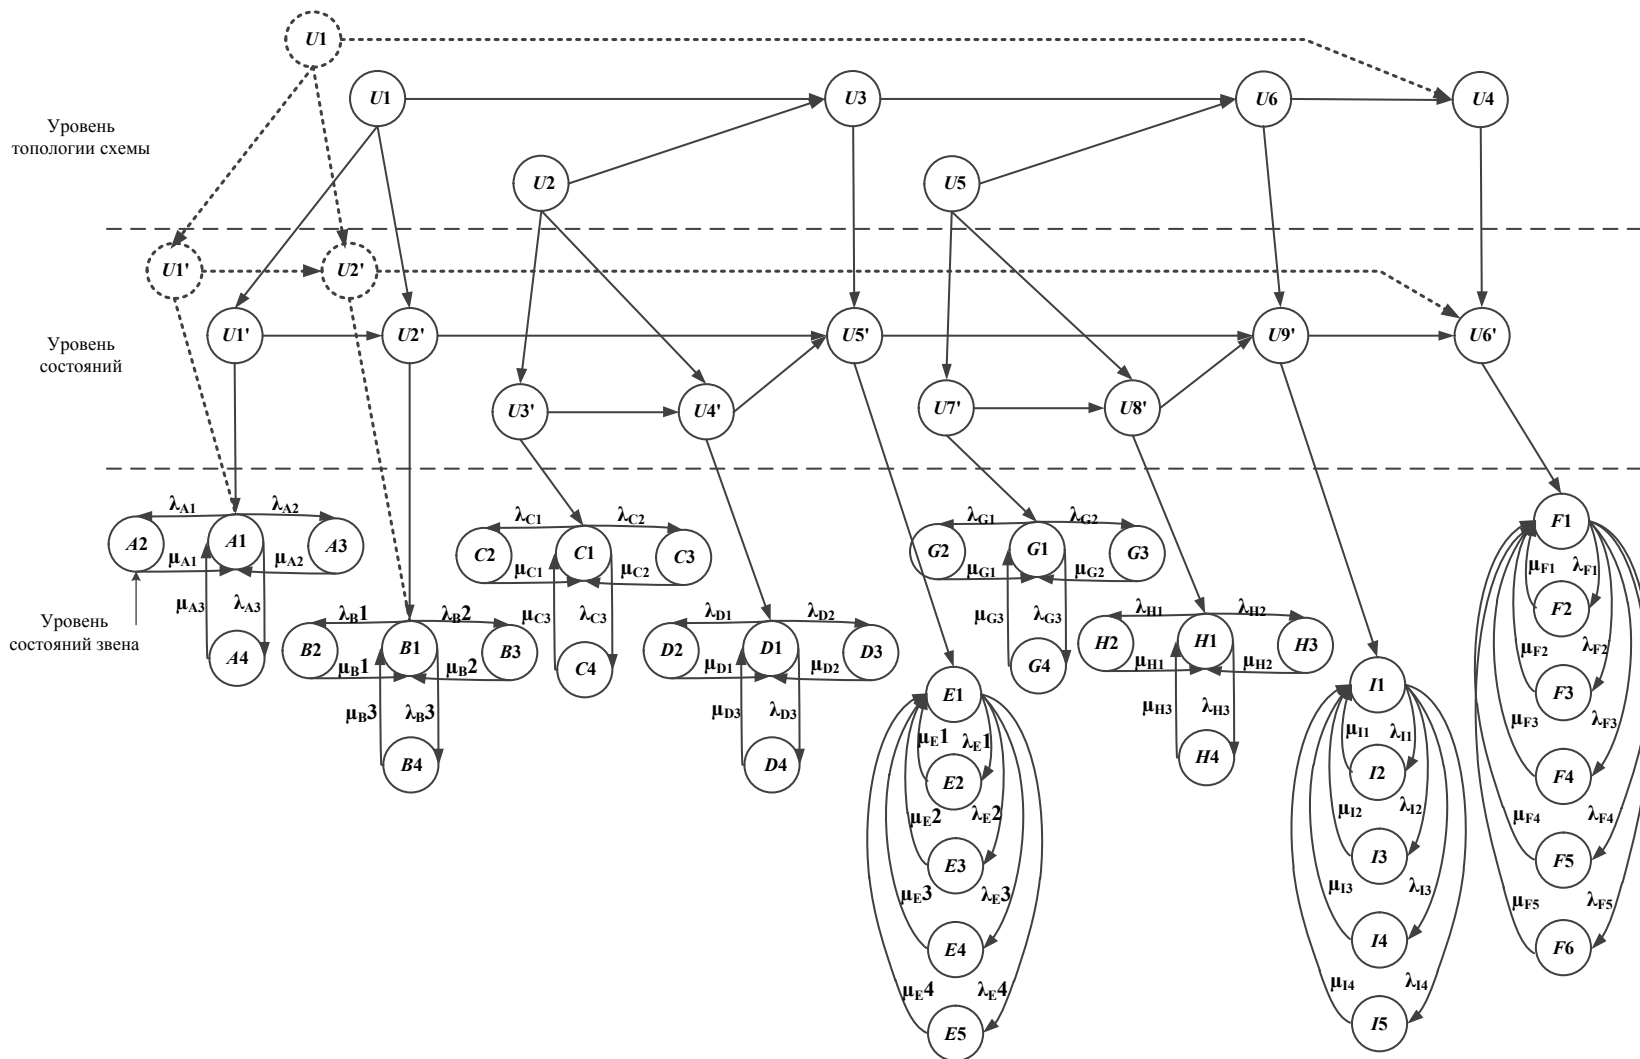 U1
U1
U3
U6
U4
Уровень
топологии схемы
U2
U5
U1'
U2'
U1'
U2'
U5'
U9'
U6'
Уровень
состояний
U3'
U4'
U7'
U8'
λA1
λA2
A2
A1
A3
μA1
μA2
μA3
λA3
A4
Уровень
состояний звена
λB1
λB2
B2
B1
B3
μB1
μB2
μB3
λB3
B4
λC1
λC2
C2
C1
C3
μC1
μC2
μC3
λC3
C4
λD1
λD2
D2
D1
D3
μD1
μD2
μD3
λD3
D4
E1
μE1
λE1
E2
μE2
λE2
E3
μE3
λE3
E4
μE4
λE4
E5
λG1
λG2
G2
G1
G3
μG1
μG2
μG3
λG3
G4
λH1
λH2
H2
H1
H3
μH1
μH2
μH3
λH3
H4
I1
μI1
λI1
I2
μI2
λI2
I3
μI3
λI3
I4
μI4
λI4
I5
F1
μF1
λF1
F2
μF2
λF2
F3
μF3
λF3
F4
μF4
λF4
F5
μF5
λF5
F6